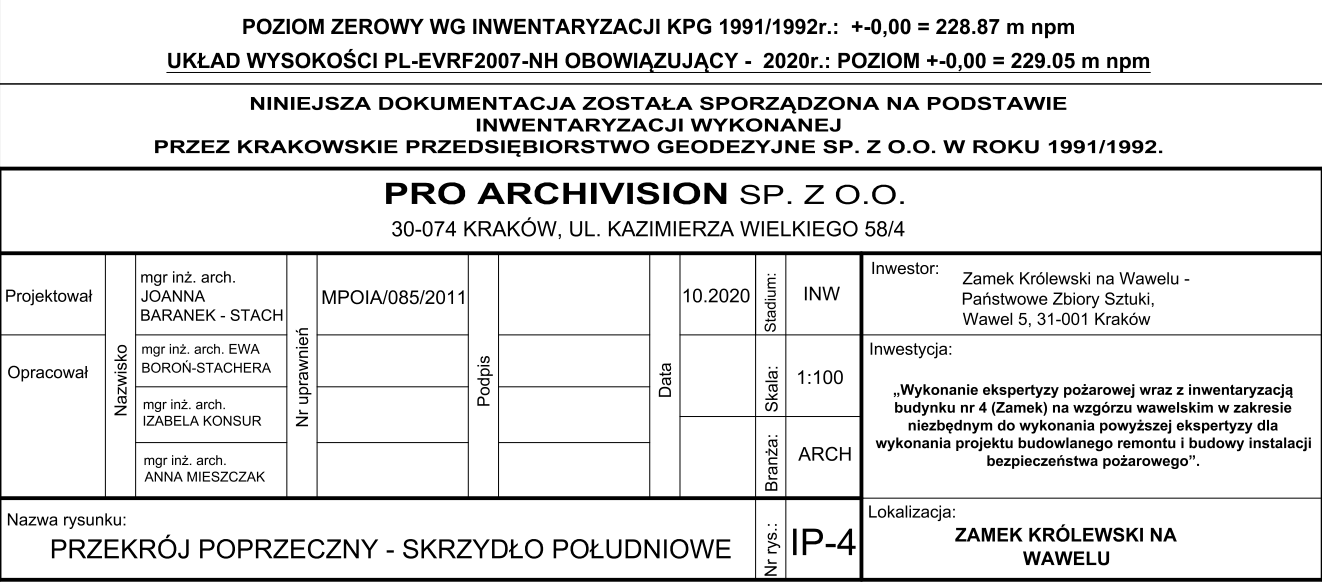 POZIOM ZEROWY WG INWENTARYZACJI KPG 1991/1992r.: +-0,00 = 228.87 m npm
UKŁAD WYSOKOŚCI PL-EVRF2007-NH OBOWIĄZUJĄCY - 2020r.: POZIOM +-0,00 = 229.05 m npm
NINIEJSZA DOKUMENTACJA ZOSTAŁA SPORZĄDZONA NA PODSTAWIE
INWENTARYZACJI WYKONANEJ
PRZEZ KRAKOWSKIE PRZEDSIĘBIORSTWO GEODEZYJNE SP. Z O.O. W ROKU 1991/1992.
PRO ARCHIVISION SP. Z O.O.
30-074 KRAKÓW, UL. KAZIMIERZA WIELKIEGO 58/4
Projektował
Opracował
Nazwisko
mgr inż. arch.
JOANNA
BARANEK - STACH
mgr inż. arch. EWA
BOROŃ-STACHERA
mgr inż. arch.
IZABELA KONSUR
mgr inż. arch.
ANNA MIESZCZAK
Nr uprawnień
MPOIA/085/2011
Podpis
Data
10.2020
Stadium:
INW
Skala:
1:100
Branża:
ARCH
Inwestor:
Zamek Królewski na Wawelu -
Państwowe Zbiory Sztuki,
Wawel 5, 31-001 Kraków
Inwestycja:
„Wykonanie ekspertyzy pożarowej wraz z inwentaryzacją
budynku nr 4 (Zamek) na wzgórzu wawelskim w zakresie
niezbędnym do wykonania powyższej ekspertyzy dla
wykonania projektu budowlanego remontu i budowy instalacji
bezpieczeństwa pożarowego”.
Nazwa rysunku:
PRZEKRÓJ POPRZECZNY - SKRZYDŁO POŁUDNIOWE
Nr rys.:
IP-4
Lokalizacja:
ZAMEK KRÓLEWSKI NA
WAWELU